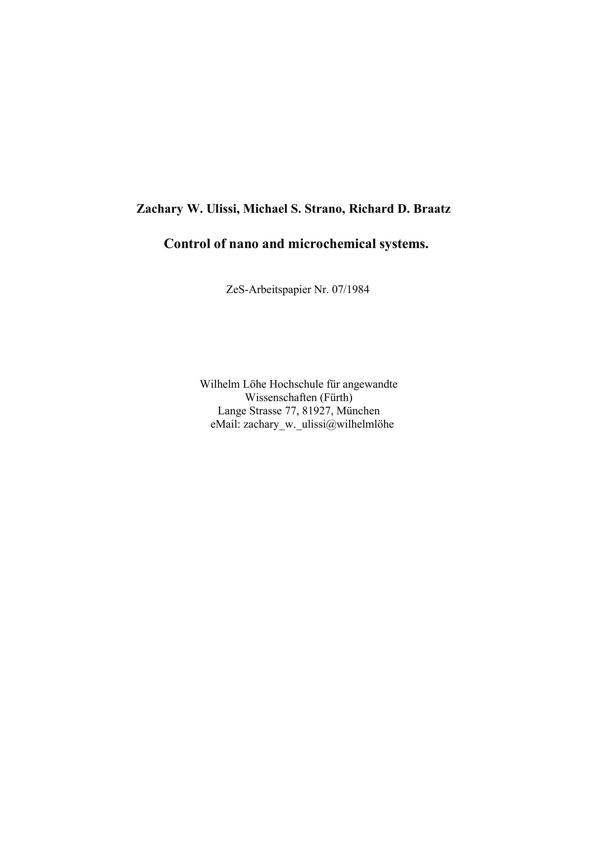 Zachary W. Ulissi, Michael S. Strano, Richard D. Braatz
Control of nano and microchemical systems.
ZeS-Arbeitspapier Nr. 07/1984
Wilhelm Löhe Hochschule für angewandte
Wissenschaften (Fürth)
Lange Strasse 77, 81927, München
eMail: zachary_w._ulissi@wilhelmlöhe